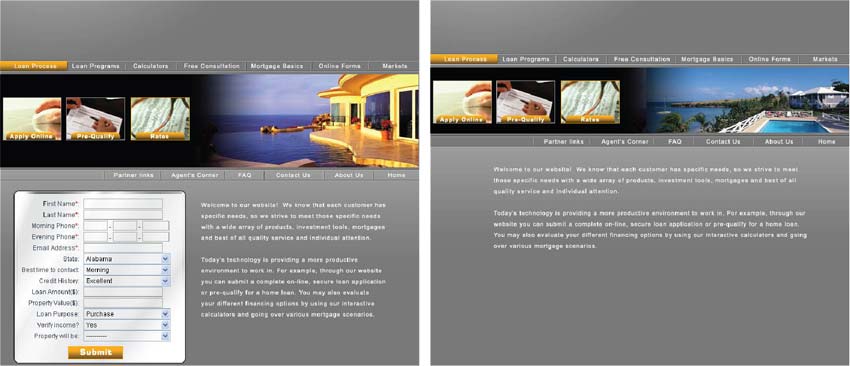 Loan Process Loan Programs Calculators Free Consultation Mortgage Basics Online Forms Markets
Apply Online Pre-Qualify Rates
Partner links Agent's Corner FAQ Contact Us About Us Home
First Name*:
Last Name*:
Morning Phone*: - -
Evening Phone*: - -
Email Address*:
State: Alabama
Best time to contact: Morning
Credit History: Excellent
Loan Amount($):
Property Value($):
Loan Purpose: Purchase
Verify income? Yes
Property will be: ----------
Submit
Welcome to our website! We know that each customer has
specific needs, so we strive to meet those specific needs
with a wide array of products, investment tools, mortgages
and best of all quality service and individual attention.
Today's technology is providing a more productive
environment to work in. For example, through our website
you can submit a complete on-line, secure loan application
or pre-qualify for a home loan. You may also evaluate
your different financing options by using our interactive
calculators and going over various mortgage scenarios.
Loan Process Loan Programs Calculators Free Consultation Mortgage Basics Online Forms Markets
Apply Online Pre-Qualify Rates
Partner links Agent's Corner FAQ Contact Us About Us Home
Welcome to our website! We know that each customer has specific needs, so we strive to meet
those specific needs with a wide array of products, investment tools, mortgages and best of all
quality service and individual attention.
Today's technology is providing a more productive environment to work in. For example, through our
website you can submit a complete on-line, secure loan application or pre-qualify for a home loan.
You may also evaluate your different financing options by using our interactive calculators and going
over various mortgage scenarios.